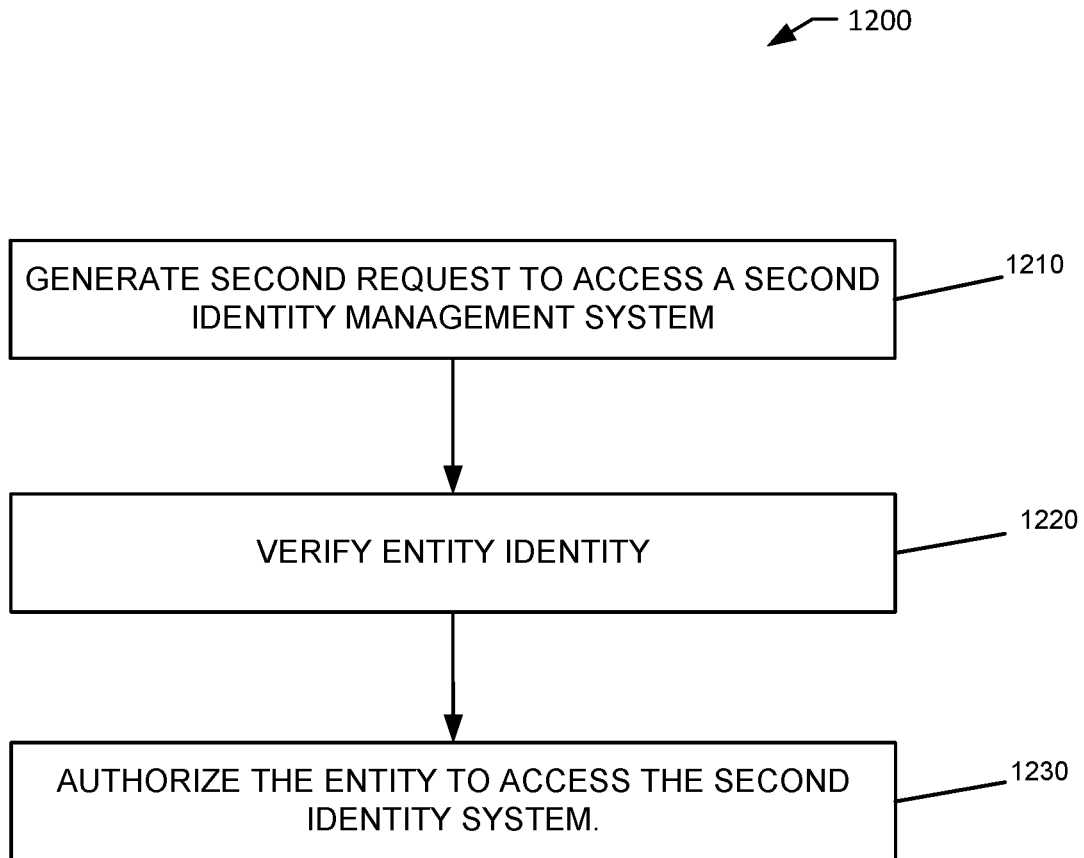 1200
GENERATE SECOND REQUEST TO ACCESS A SECOND
IDENTITY MANAGEMENT SYSTEM
1210
VERIFY ENTITY IDENTITY
1220
AUTHORIZE THE ENTITY TO ACCESS THE SECOND
IDENTITY SYSTEM.
1230